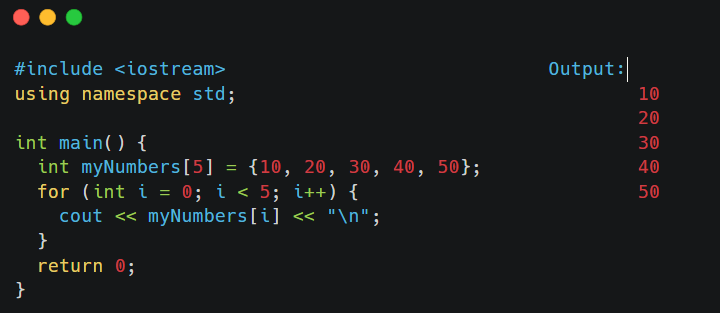 #include <iostream>
using namespace std;

int main() {
  int myNumbers[5] = {10, 20, 30, 40, 50};
  for (int i = 0; i < 5; i++) {
    cout << myNumbers[i] << "\n";
  }
  return 0;
}
Output:
10
20
30
40
50